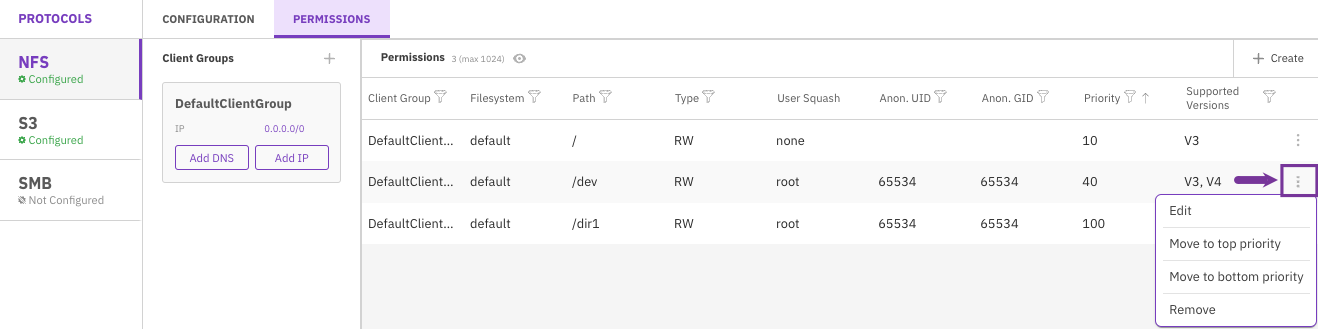 PROTOCOLS
CONFIGURATION
PERMISSIONS
NFS
Configured
S3
Configured
SMB
Not Configured
Client Groups
DefaultClientGroup
IP 0.0.0.0/0
Add DNS Add IP
Permissions 3 (max 1024)
Create
Client Group Filesystem Path Type User Squash Anon. UID Anon. GID Priority Supported Versions
DefaultClient... default / RW none 10 V3
DefaultClient... default /dev RW root 65534 65534 40 V3, V4
DefaultClient... default /dir1 RW root 65534 65534 100
Edit
Move to top priority
Move to bottom priority
Remove